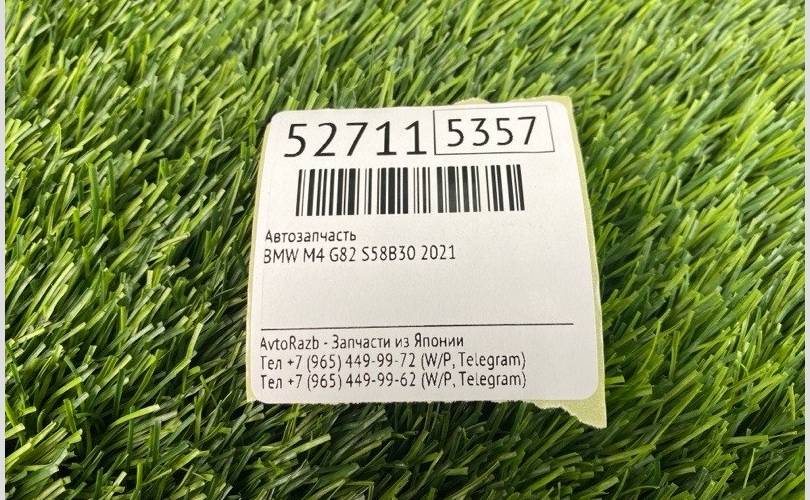 52711 5357
Автозапчасть
BMW M4 G82 S58B30 2021
AvtoRazb - Запчасти из Японии
Тел +7 (965) 449-99-72 (W/P, Telegram)
Тел +7 (965) 449-99-62 (W/P, Telegram)